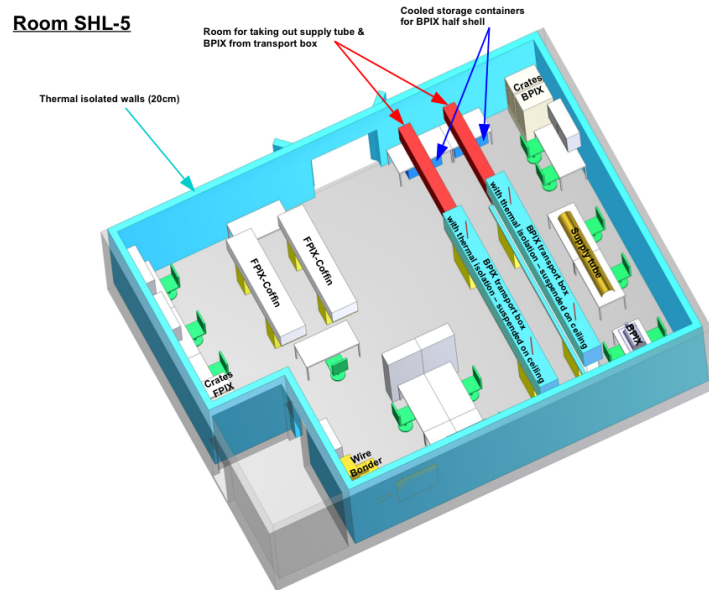 Room SHL-5
Cooled storage containers
for BPIX half shell
Room for taking out supply tube &
BPIX from transport box
Thermal isolated walls (20cm)
Crates
BPIX
FPIX-Coffin
FPIX-Coffin
BPIX transport box
with thermal isolation – suspended on ceiling
BPIX transport box
with thermal isolation – suspended on ceiling
Supply tube
BPIX
Crates
FPIX
Wire
Bonder